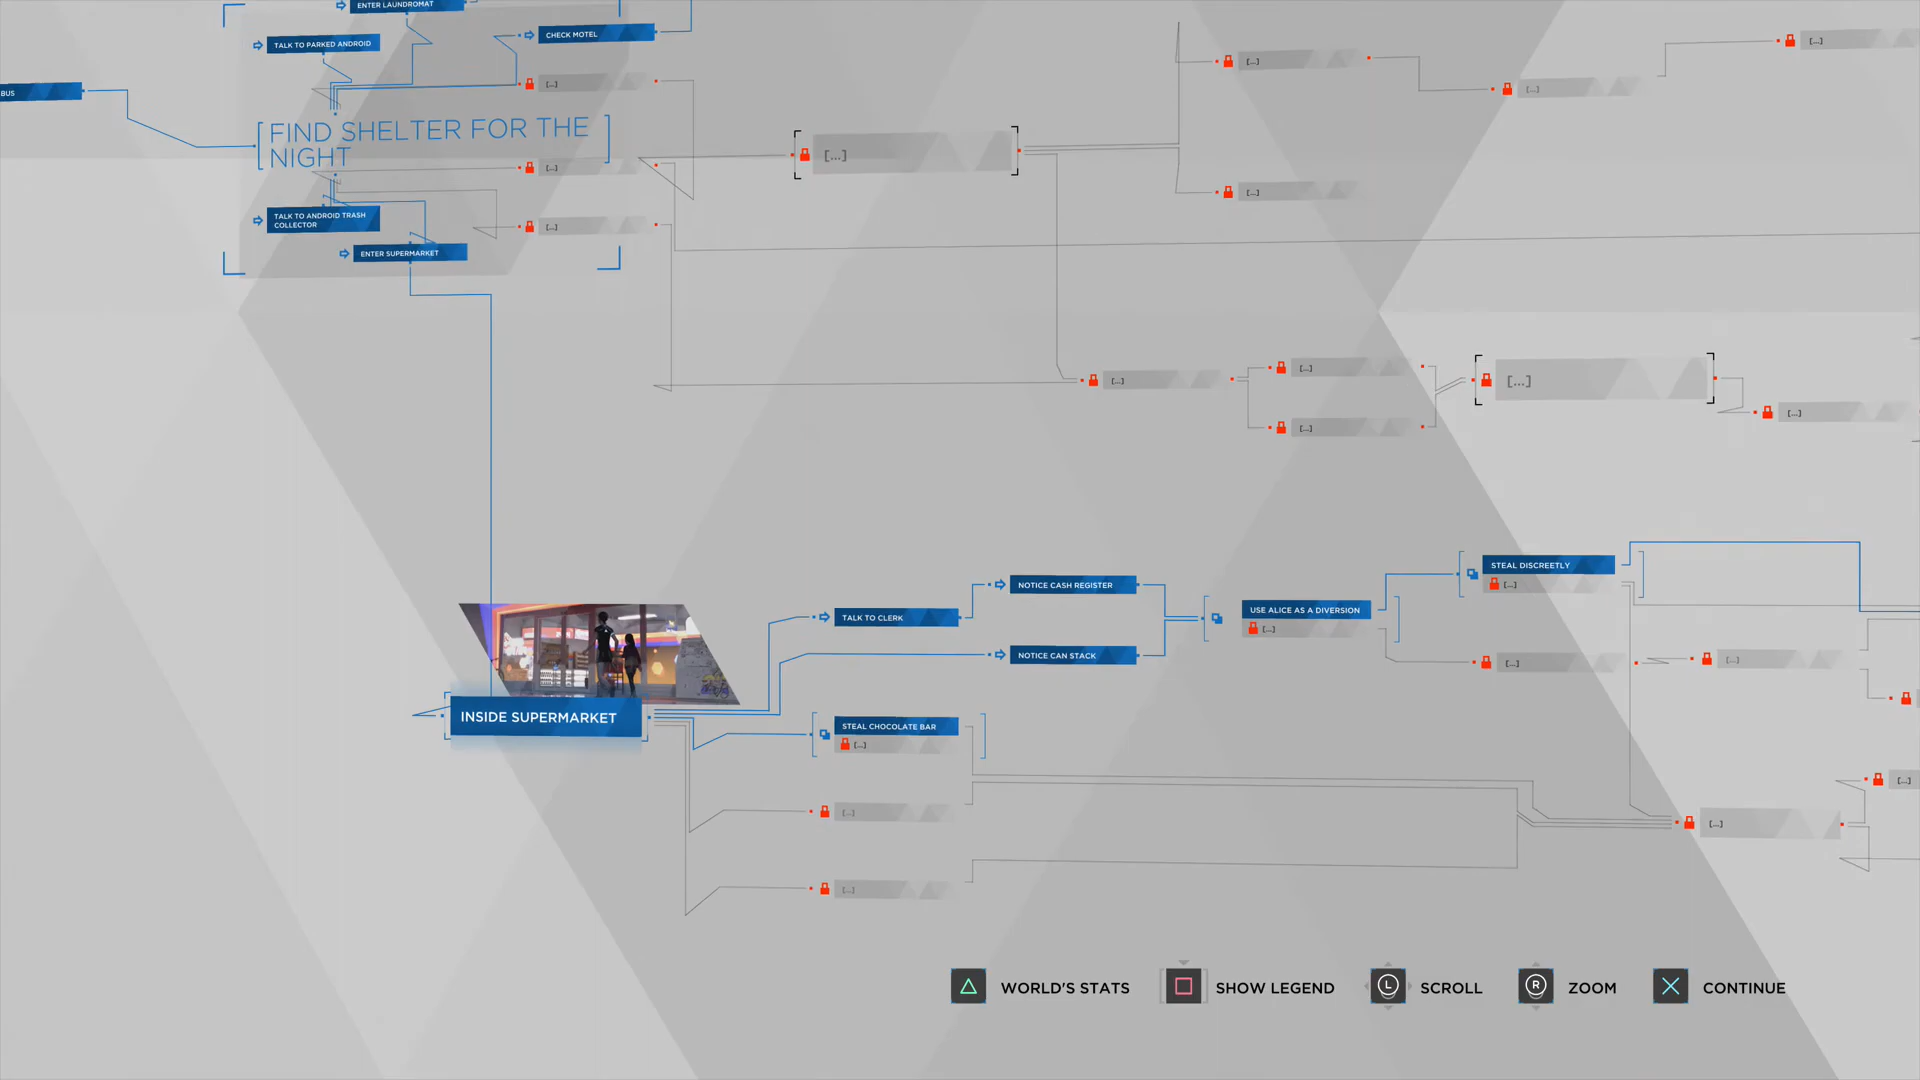 ENTER LAUNDROMAT
TALK TO PARKED ANDROID
CHECK MOTEL
[...]
[...]
[...]
BUS
[...]
FIND SHELTER FOR THE
NIGHT
[...]
[...]
[...]
TALK TO ANDROID TRASH
COLLECTOR
[...]
ENTER SUPERMARKET
[...]
[...]
[...]
[...]
[...]
STEAL DISCREETLY
[...]
NOTICE CASH REGISTER
USE ALICE AS A DIVERSION
[...]
TALK TO CLERK
NOTICE CAN STACK
[...]
[...]
INSIDE SUPERMARKET
STEAL CHOCOLATE BAR
[...]
[...]
[...]
[...]
[...]
WORLD'S STATS
SHOW LEGEND
L
SCROLL
R
ZOOM
CONTINUE